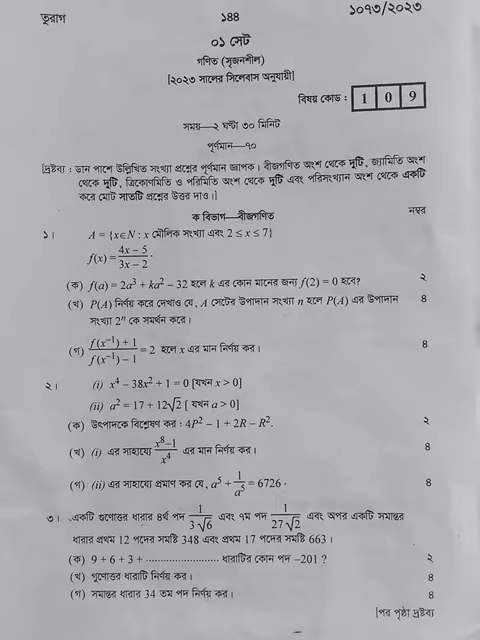 তুরাগ ১৪৪ ১০৭৩/২০২৩
০১ সেট
গণিত (সৃজনশীল)
[২০২৩ সালের সিলেবাস অনুযায়ী]
বিষয় কোড : 1 0 9
সময়—২ ঘণ্টা ৩০ মিনিট
পূর্ণমান—৭০
[দ্রষ্টব্য : ডান পাশে উল্লিখিত সংখ্যা প্রশ্নের পূর্ণমান জ্ঞাপক। বীজগণিত অংশ থেকে দুটি, জ্যামিতি অংশ
থেকে দুটি, ত্রিকোণমিতি ও পরিমিতি অংশ থেকে দুটি এবং পরিসংখ্যান অংশ থেকে একটি
করে মোট সাতটি প্রশ্নের উত্তর দাও।]
ক বিভাগ—বীজগণিত নম্বর
১। A = {x∈N : x মৌলিক সংখ্যা এবং 2 ≤ x ≤ 7}
f(x) = (4x − 5)/(3x − 2) .
(ক) f(a) = 2a³ + ka² − 32 হলে k এর কোন মানের জন্য f(2) = 0 হবে? ২
(খ) P(A) নির্ণয় করে দেখাও যে, A সেটের উপাদান সংখ্যা n হলে P(A) এর উপাদান ৪
সংখ্যা 2ⁿ কে সমর্থন করে।
(গ) (f(x⁻¹) + 1)/(f(x⁻¹) − 1) = 2 হলে x এর মান নির্ণয় কর। ৪
২। (i) x⁴ − 38x² + 1 = 0 [যখন x > 0]
(ii) a² = 17 + 12√2 [ যখন a > 0]
(ক) উৎপাদকে বিশ্লেষণ কর : 4P² − 1 + 2R − R². ২
(খ) (i) এর সাহায্যে (x⁸−1)/x⁴ এর মান নির্ণয় কর। ৪
(গ) (ii) এর সাহায্যে প্রমাণ কর যে, a⁵ + 1/a⁵ = 6726 . ৪
৩। একটি গুণোত্তর ধারার ৪র্থ পদ 1/(3√6) এবং ৭ম পদ 1/(27√2) এবং অপর একটি সমান্তর
ধারার প্রথম 12 পদের সমষ্টি 348 এবং প্রথম 17 পদের সমষ্টি 663 ।
(ক) 9 + 6 + 3 + ........................ ধারাটির কোন পদ −201 ? ২
(খ) গুণোত্তর ধারাটি নির্ণয় কর। ৪
(গ) সমান্তর ধারার 34 তম পদ নির্ণয় কর। ৪
[পর পৃষ্ঠা দ্রষ্টব্য